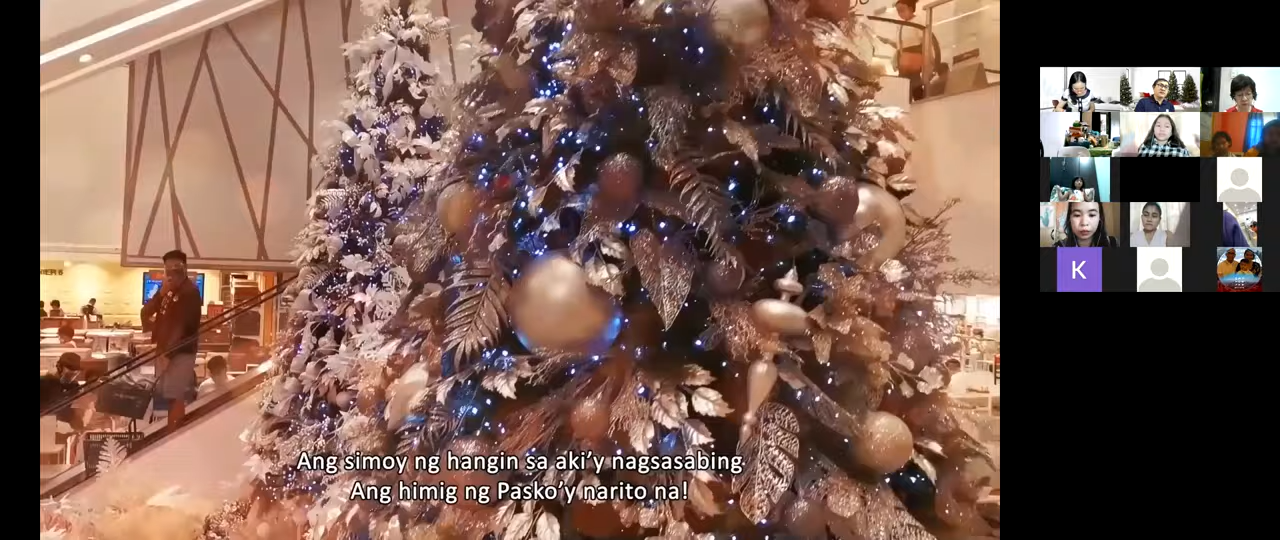 Ang simoy ng hangin sa aki’y nagsasabing
Ang himig ng Pasko’y narito na!
K